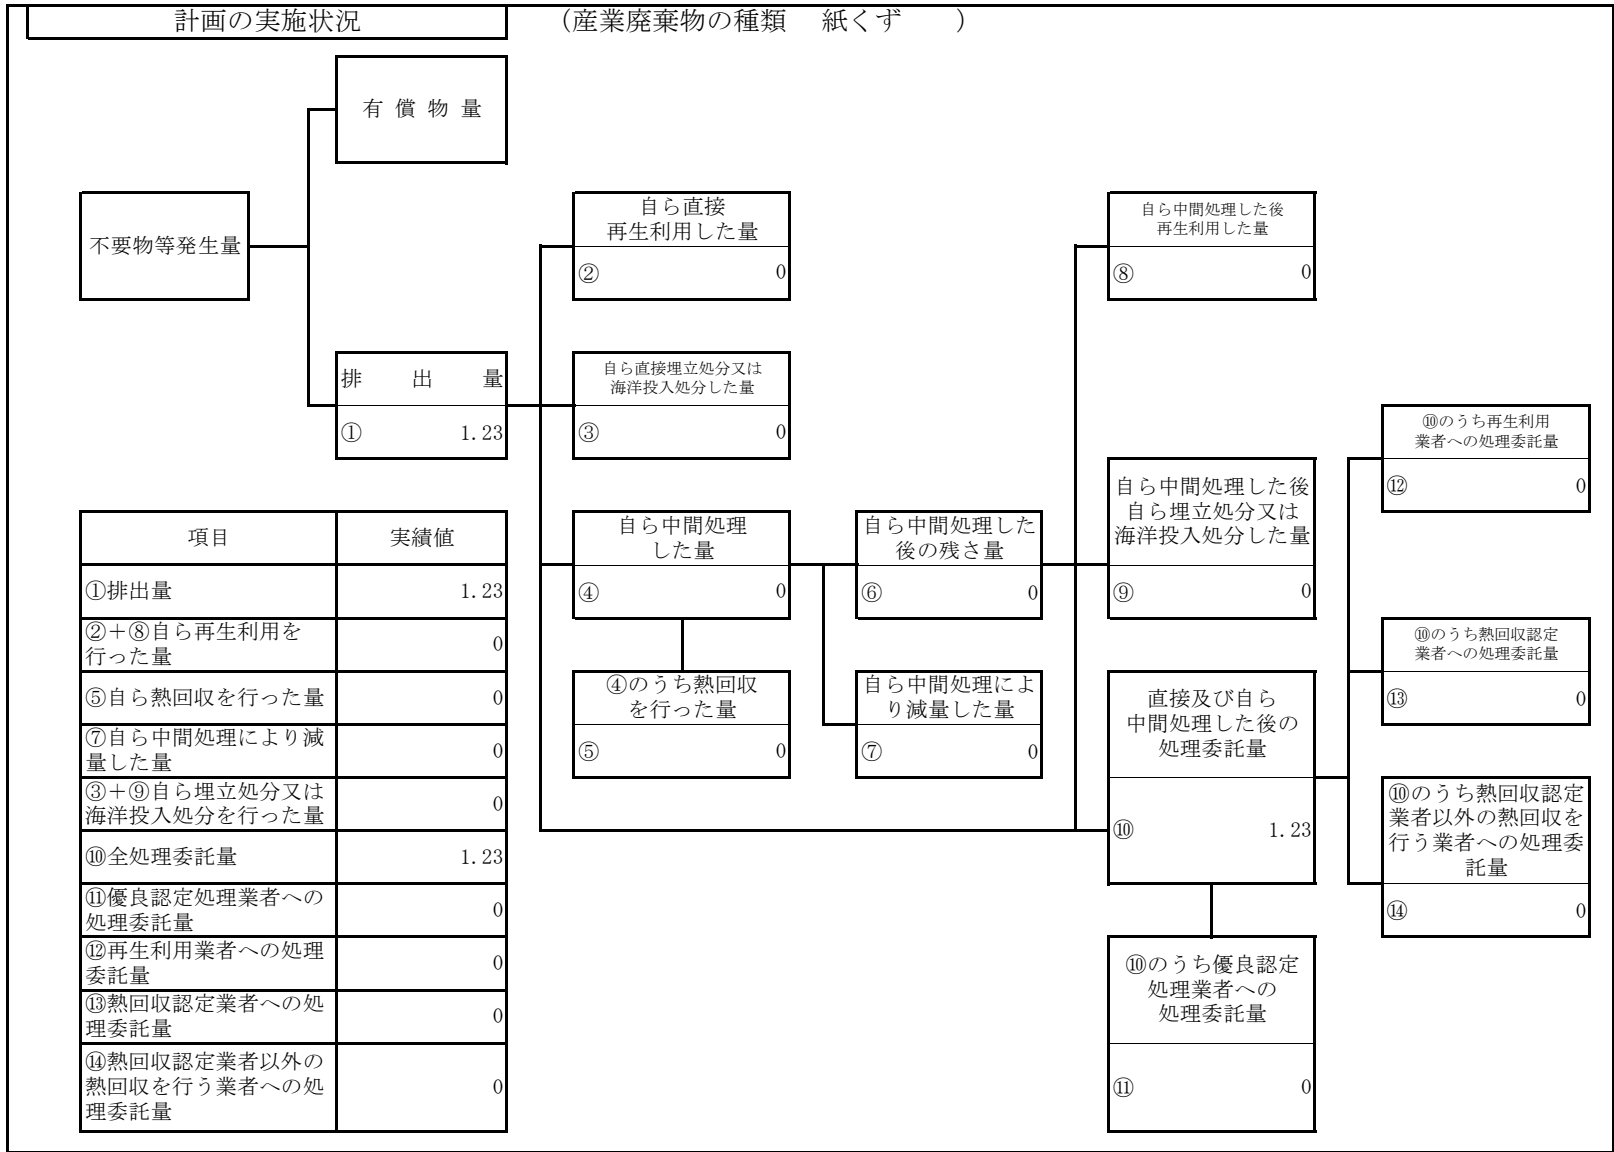 計画の実施状況
（産業廃棄物の種類　紙くず　　）
有 償 物 量
不要物等発生量
排　出　量
① 1.23
自ら直接
再生利用した量
② 0
自ら直接埋立処分又は
海洋投入処分した量
③ 0
自ら中間処理
した量
④ 0
④のうち熱回収
を行った量
⑤ 0
自ら中間処理した
後の残さ量
⑥ 0
自ら中間処理によ
り減量した量
⑦ 0
自ら中間処理した後
再生利用した量
⑧ 0
自ら中間処理した後
自ら埋立処分又は
海洋投入処分した量
⑨ 0
直接及び自ら
中間処理した後の
処理委託量
⑩ 1.23
⑩のうち優良認定
処理業者への
処理委託量
⑪ 0
⑩のうち再生利用
業者への処理委託量
⑫ 0
⑩のうち熱回収認定
業者への処理委託量
⑬ 0
⑩のうち熱回収認定
業者以外の熱回収を
行う業者への処理委
託量
⑭ 0
項目 実績値
①排出量 1.23
②＋⑧自ら再生利用を
行った量 0
⑤自ら熱回収を行った量 0
⑦自ら中間処理により減
量した量 0
③＋⑨自ら埋立処分又は
海洋投入処分を行った量 0
⑩全処理委託量 1.23
⑪優良認定処理業者への
処理委託量 0
⑫再生利用業者への処理
委託量 0
⑬熱回収認定業者への処
理委託量 0
⑭熱回収認定業者以外の
熱回収を行う業者への処
理委託量 0